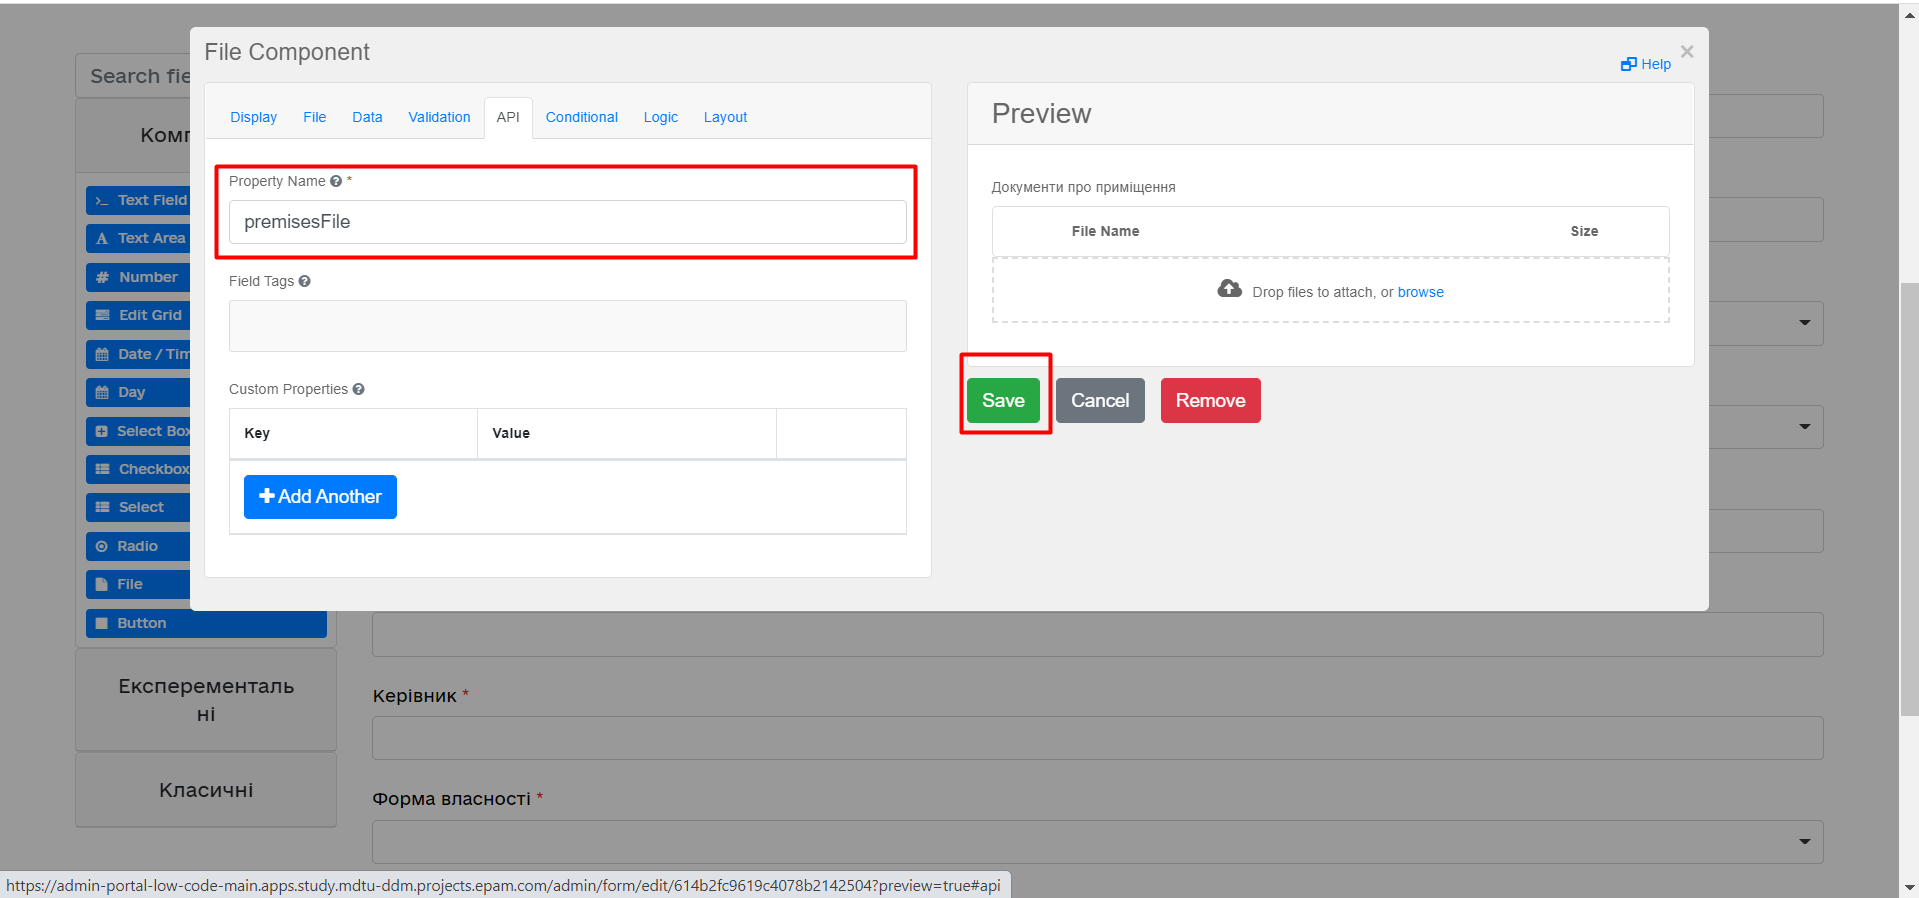 File Component
Help
×
Search fie
Комп
Text Field
Text Area
Number
Edit Grid
Date / Tim
Day
Select Box
Checkbox
Select
Radio
File
Button
Експеременталь
ні
Класичні
Display File Data Validation API Conditional Logic Layout
Property Name *
premisesFile
Field Tags
Custom Properties
Key Value
Add Another
Preview
Документи про приміщення
File Name Size
Drop files to attach, or browse
Save Cancel Remove
Керівник *
Форма власності *
https://admin-portal-low-code-main.apps.study.mdtu-ddm.projects.epam.com/admin/form/edit/614b2fc9619c4078b2142504?preview=true#api